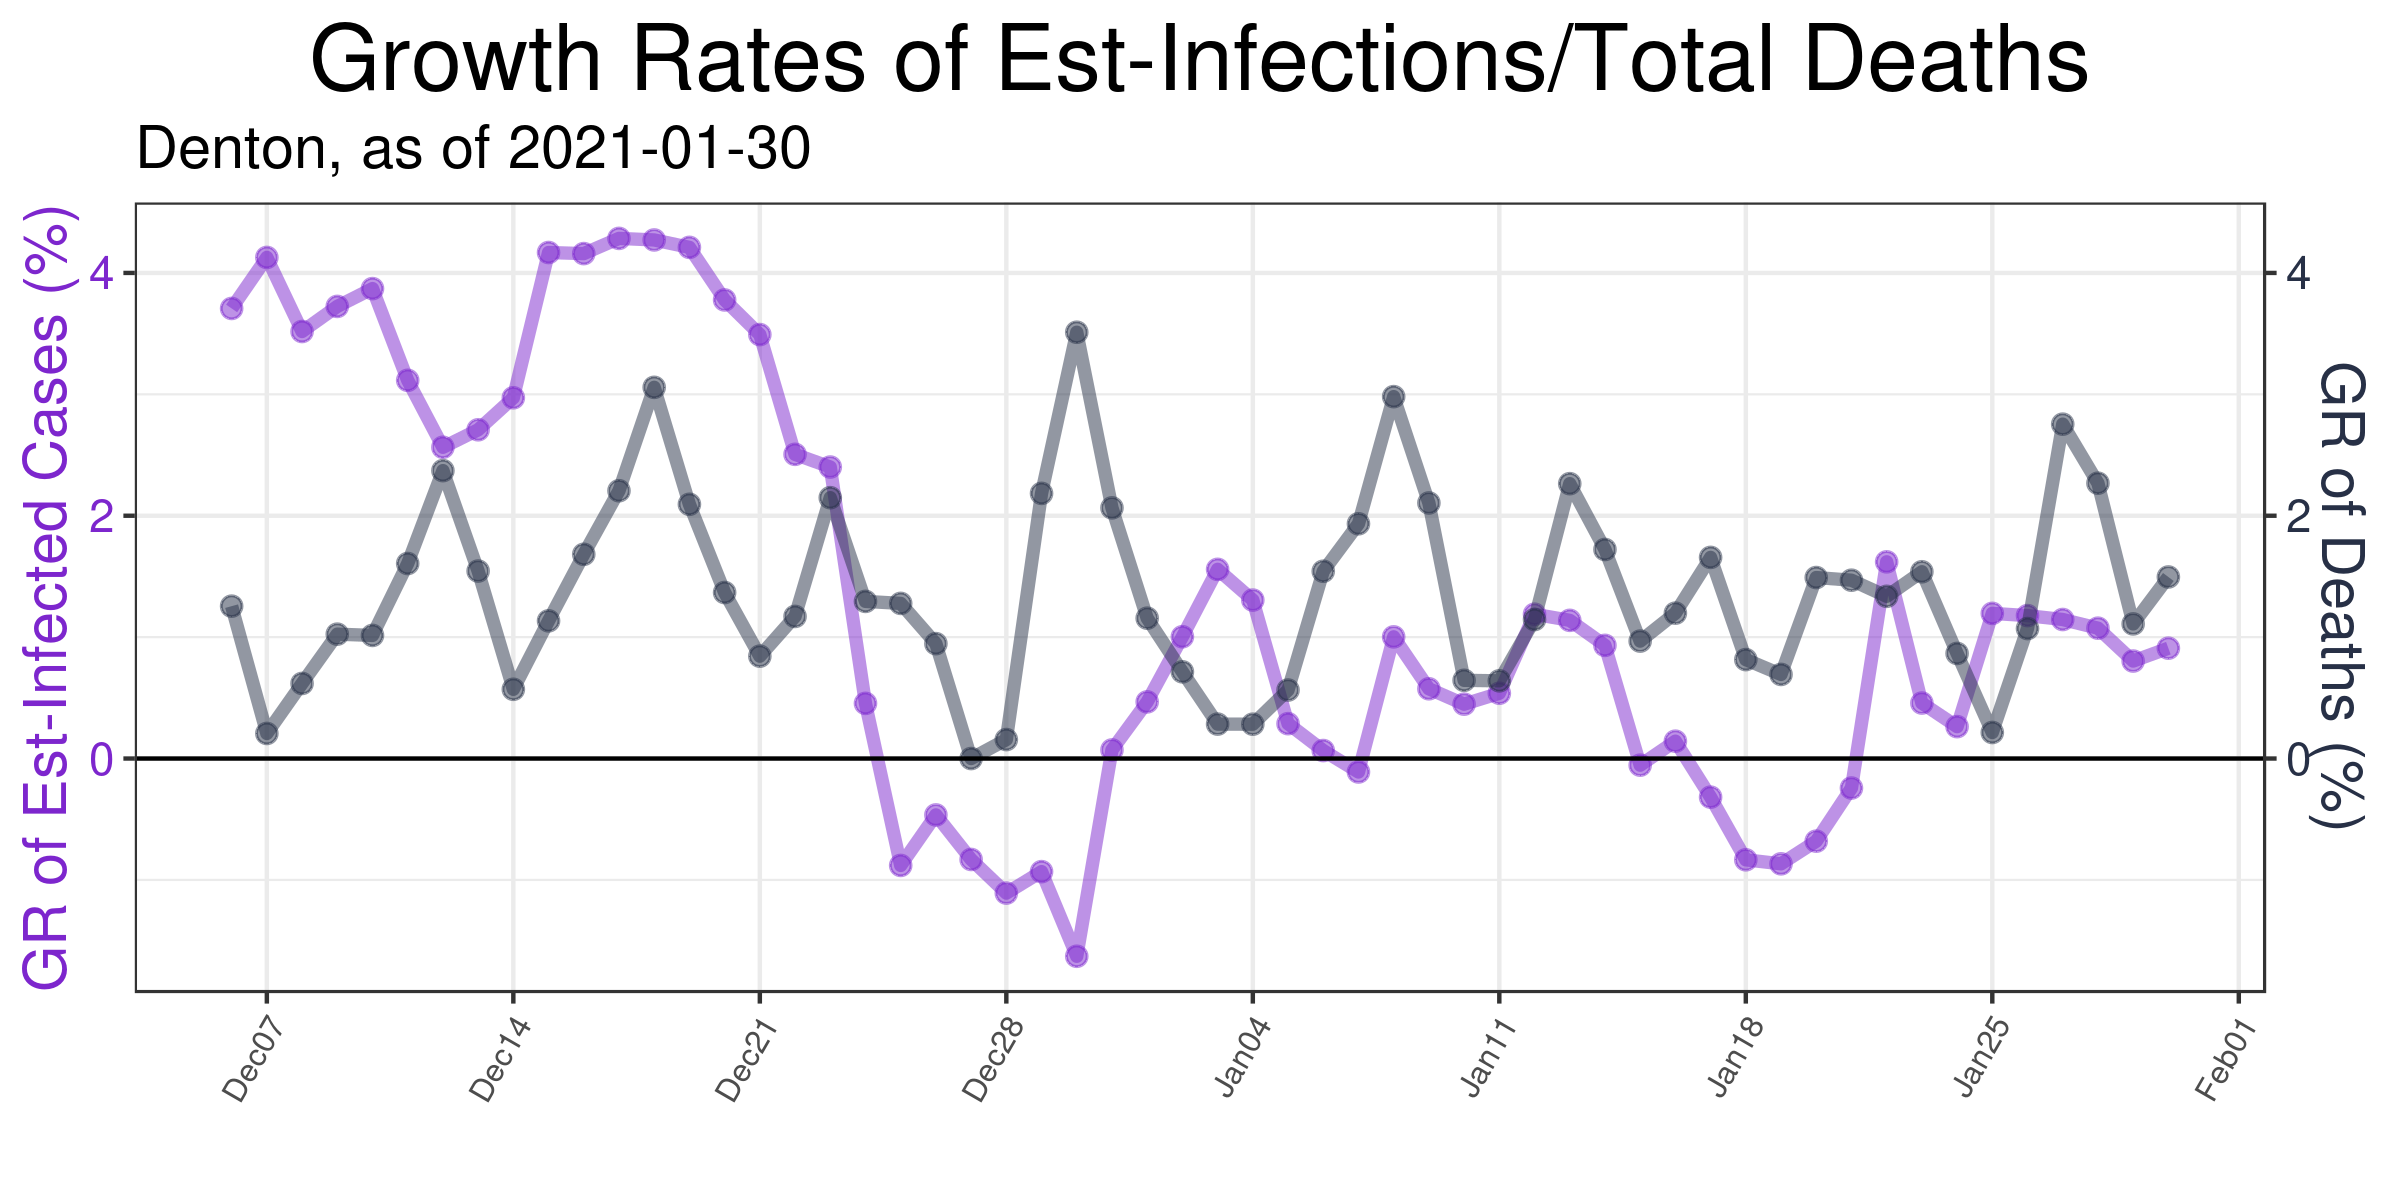 Growth Rates of Est-Infections/Total Deaths
Denton, as of 2021-01-30
GR of Est-Infected Cases (%)
4
2
0
4
2
0
GR of Deaths (%)
Dec07
Dec14
Dec21
Dec28
Jan04
Jan11
Jan18
Jan25
Feb01